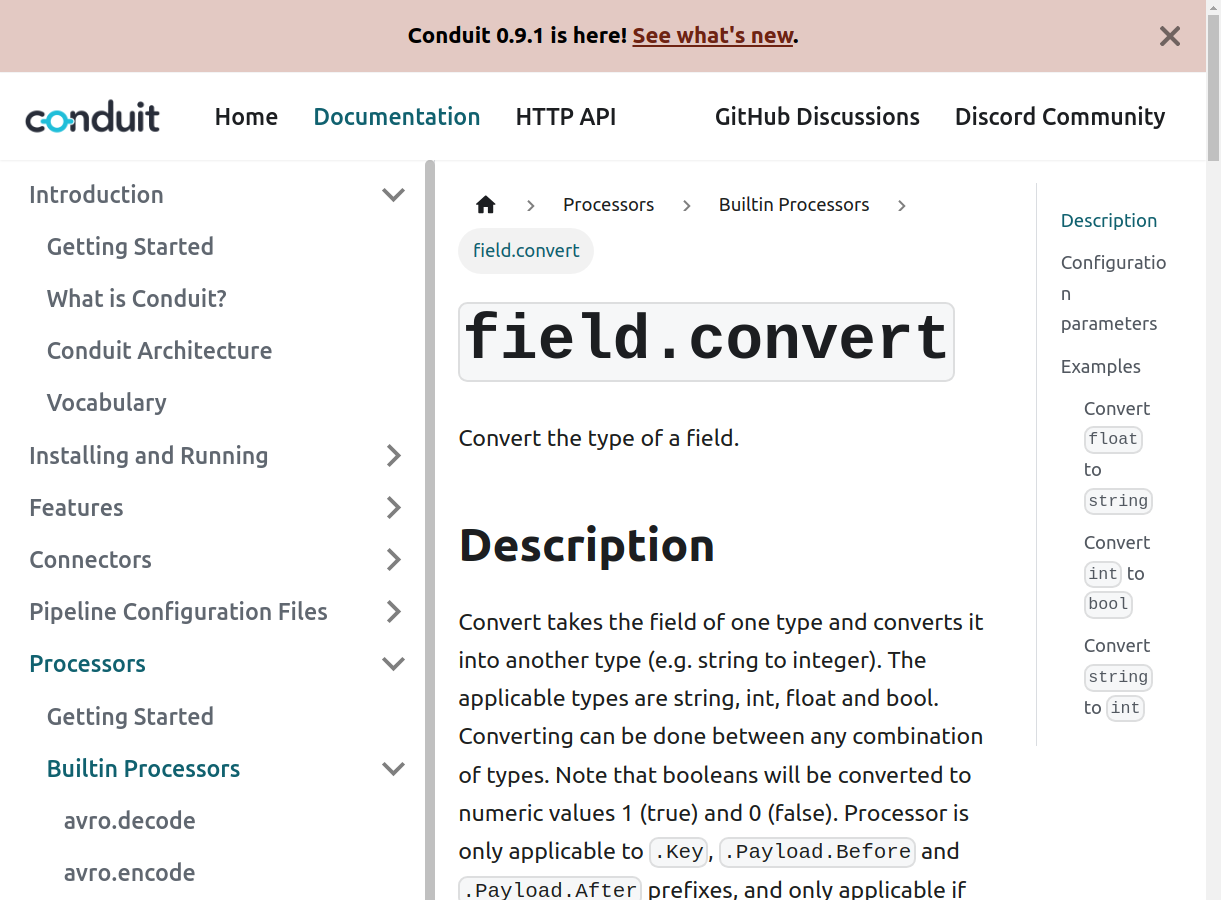 Conduit 0.9.1 is here! See what's new.
conduit
Home
Documentation
HTTP API
GitHub Discussions
Discord Community
Introduction
Getting Started
What is Conduit?
Conduit Architecture
Vocabulary
Installing and Running
Features
Connectors
Pipeline Configuration Files
Processors
Getting Started
Builtin Processors
avro.decode
avro.encode
Processors
Builtin Processors
field.convert
field.convert
Convert the type of a field.
Description
Convert takes the field of one type and converts it
into another type (e.g. string to integer). The
applicable types are string, int, float and bool.
Converting can be done between any combination
of types. Note that booleans will be converted to
numeric values 1 (true) and 0 (false). Processor is
only applicable to .Key, .Payload.Before and
.Payload.After prefixes, and only applicable if
Description
Configuratio
n
parameters
Examples
Convert
float
to
string
Convert
int to
bool
Convert
string
to int